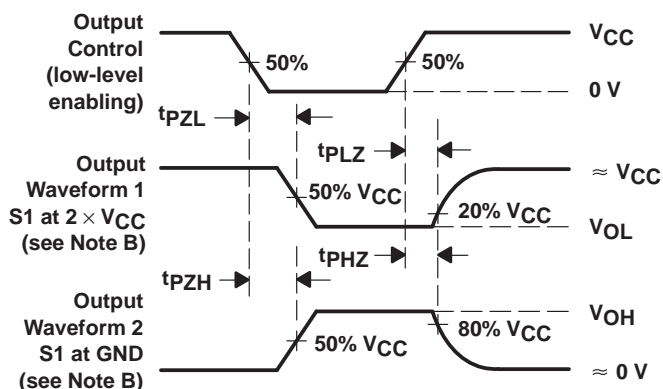 Output
Control
(low-level
enabling)
50%
50%
VCC
0 V
tPZL
tPLZ
Output
Waveform 1
S1 at 2 × VCC
(see Note B)
50% VCC
20% VCC
≈ VCC
VOL
tPZH
tPHZ
Output
Waveform 2
S1 at GND
(see Note B)
50% VCC
80% VCC
VOH
≈ 0 V